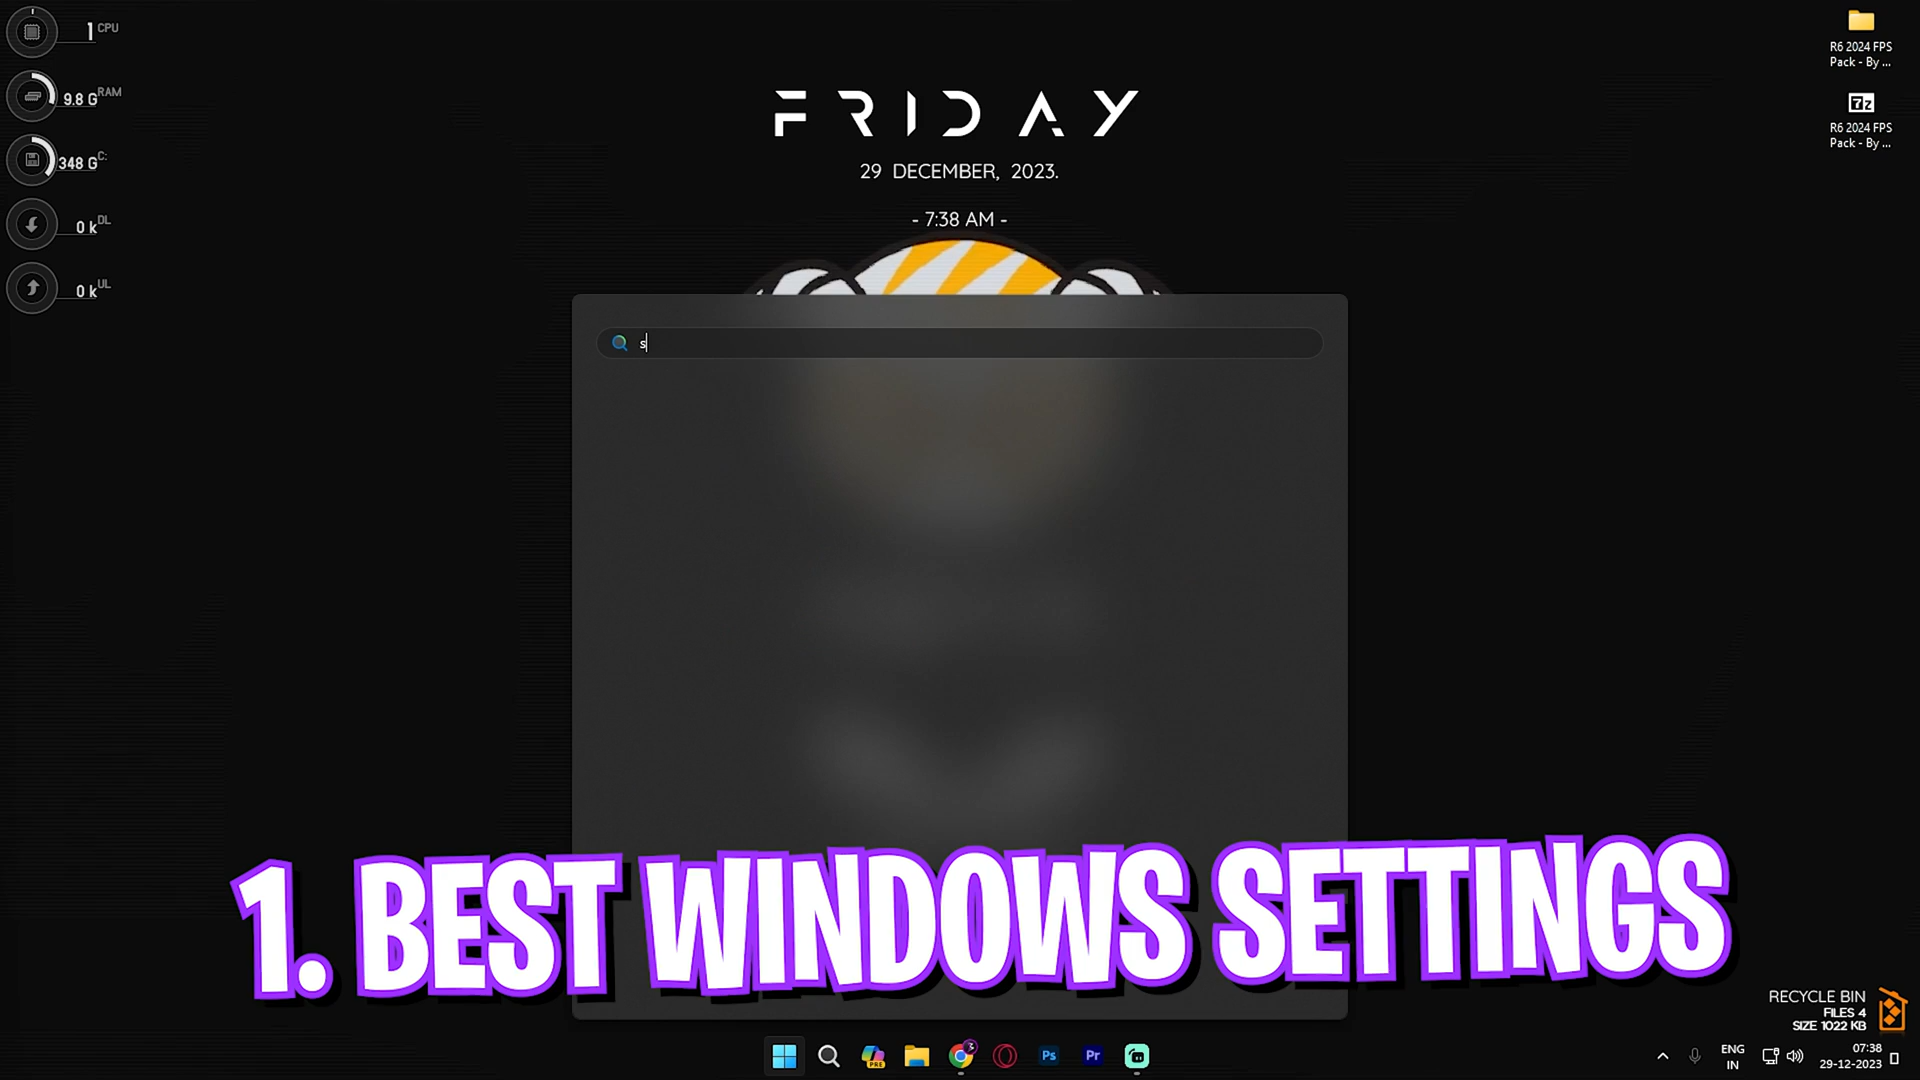 1 CPU
9.8 G RAM
348 G C:
0 k DL
0 k UL
FRIDAY
29 DECEMBER, 2023.
- 7:38 AM -
R6 2024 FPS
Pack - By ...
7z
R6 2024 FPS
Pack - By ...
s
1. BEST WINDOWS SETTINGS
RECYCLE BIN
FILES 4
SIZE 1022 KB
PRE
3
Ps
Pr
ENG
IN
07:38
29-12-2023